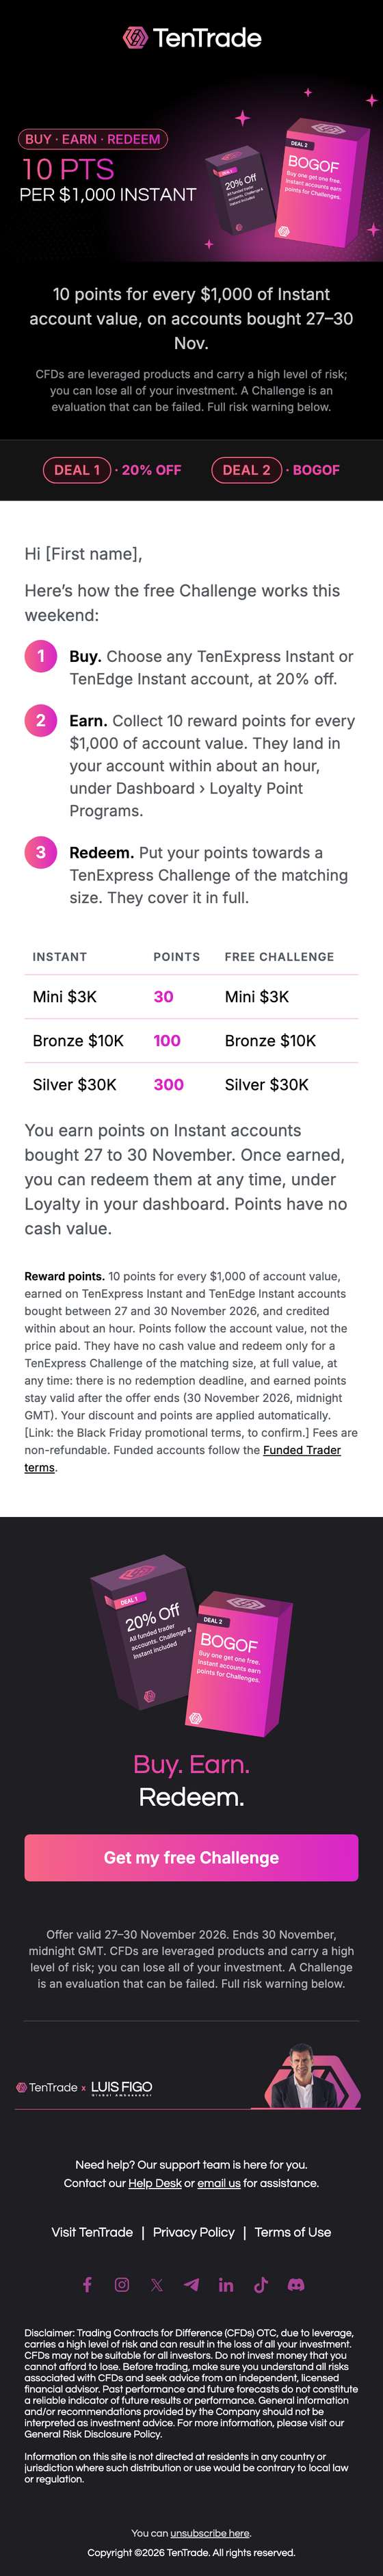 TenTrade
BUY · EARN · REDEEM
10 PTS
PER $1,000 INSTANT
20% Off
DEAL 2
BOGOF
Buy one get one free.
Instant accounts earn
points for Challenges.
10 points for every $1,000 of Instant
account value, on accounts bought 27–30
Nov.
CFDs are leveraged products and carry a high level of risk;
you can lose all of your investment. A Challenge is an
evaluation that can be failed. Full risk warning below.
DEAL 1 · 20% OFF
DEAL 2 · BOGOF
Hi [First name],
Here’s how the free Challenge works this
weekend:
1
Buy. Choose any TenExpress Instant or
TenEdge Instant account, at 20% off.
2
Earn. Collect 10 reward points for every
$1,000 of account value. They land in
your account within about an hour,
under Dashboard › Loyalty Point
Programs.
3
Redeem. Put your points towards a
TenExpress Challenge of the matching
size. They cover it in full.
INSTANT POINTS FREE CHALLENGE
Mini $3K 30 Mini $3K
Bronze $10K 100 Bronze $10K
Silver $30K 300 Silver $30K
You earn points on Instant accounts
bought 27 to 30 November. Once earned,
you can redeem them at any time, under
Loyalty in your dashboard. Points have no
cash value.
Reward points. 10 points for every $1,000 of account value,
earned on TenExpress Instant and TenEdge Instant accounts
bought between 27 and 30 November 2026, and credited
within about an hour. Points follow the account value, not the
price paid. They have no cash value and redeem only for a
TenExpress Challenge of the matching size, at full value, at
any time: there is no redemption deadline, and earned points
stay valid after the offer ends (30 November 2026, midnight
GMT). Your discount and points are applied automatically.
[Link: the Black Friday promotional terms, to confirm.] Fees are
non-refundable. Funded accounts follow the Funded Trader
terms.
DEAL 1
20% Off
All funded trader
accounts. Challenge &
Instant included
DEAL 2
BOGOF
Buy one get one free.
Instant accounts earn
points for Challenges.
Buy. Earn.
Redeem.
Get my free Challenge
Offer valid 27–30 November 2026. Ends 30 November,
midnight GMT. CFDs are leveraged products and carry a high
level of risk; you can lose all of your investment. A Challenge
is an evaluation that can be failed. Full risk warning below.
TenTrade x LUIS FIGO
Need help? Our support team is here for you.
Contact our Help Desk or email us for assistance.
Visit TenTrade | Privacy Policy | Terms of Use
Disclaimer: Trading Contracts for Difference (CFDs) OTC, due to leverage,
carries a high level of risk and can result in the loss of all your investment.
CFDs may not be suitable for all investors. Do not invest money that you
cannot afford to lose. Before trading, make sure you understand all risks
associated with CFDs and seek advice from an independent, licensed
financial advisor. Past performance and future forecasts do not constitute
a reliable indicator of future results or performance. General information
and/or recommendations provided by the Company should not be
interpreted as investment advice. For more information, please visit our
General Risk Disclosure Policy.
Information on this site is not directed at residents in any country or
jurisdiction where such distribution or use would be contrary to local law
or regulation.
You can unsubscribe here.
Copyright ©2026 TenTrade. All rights reserved.